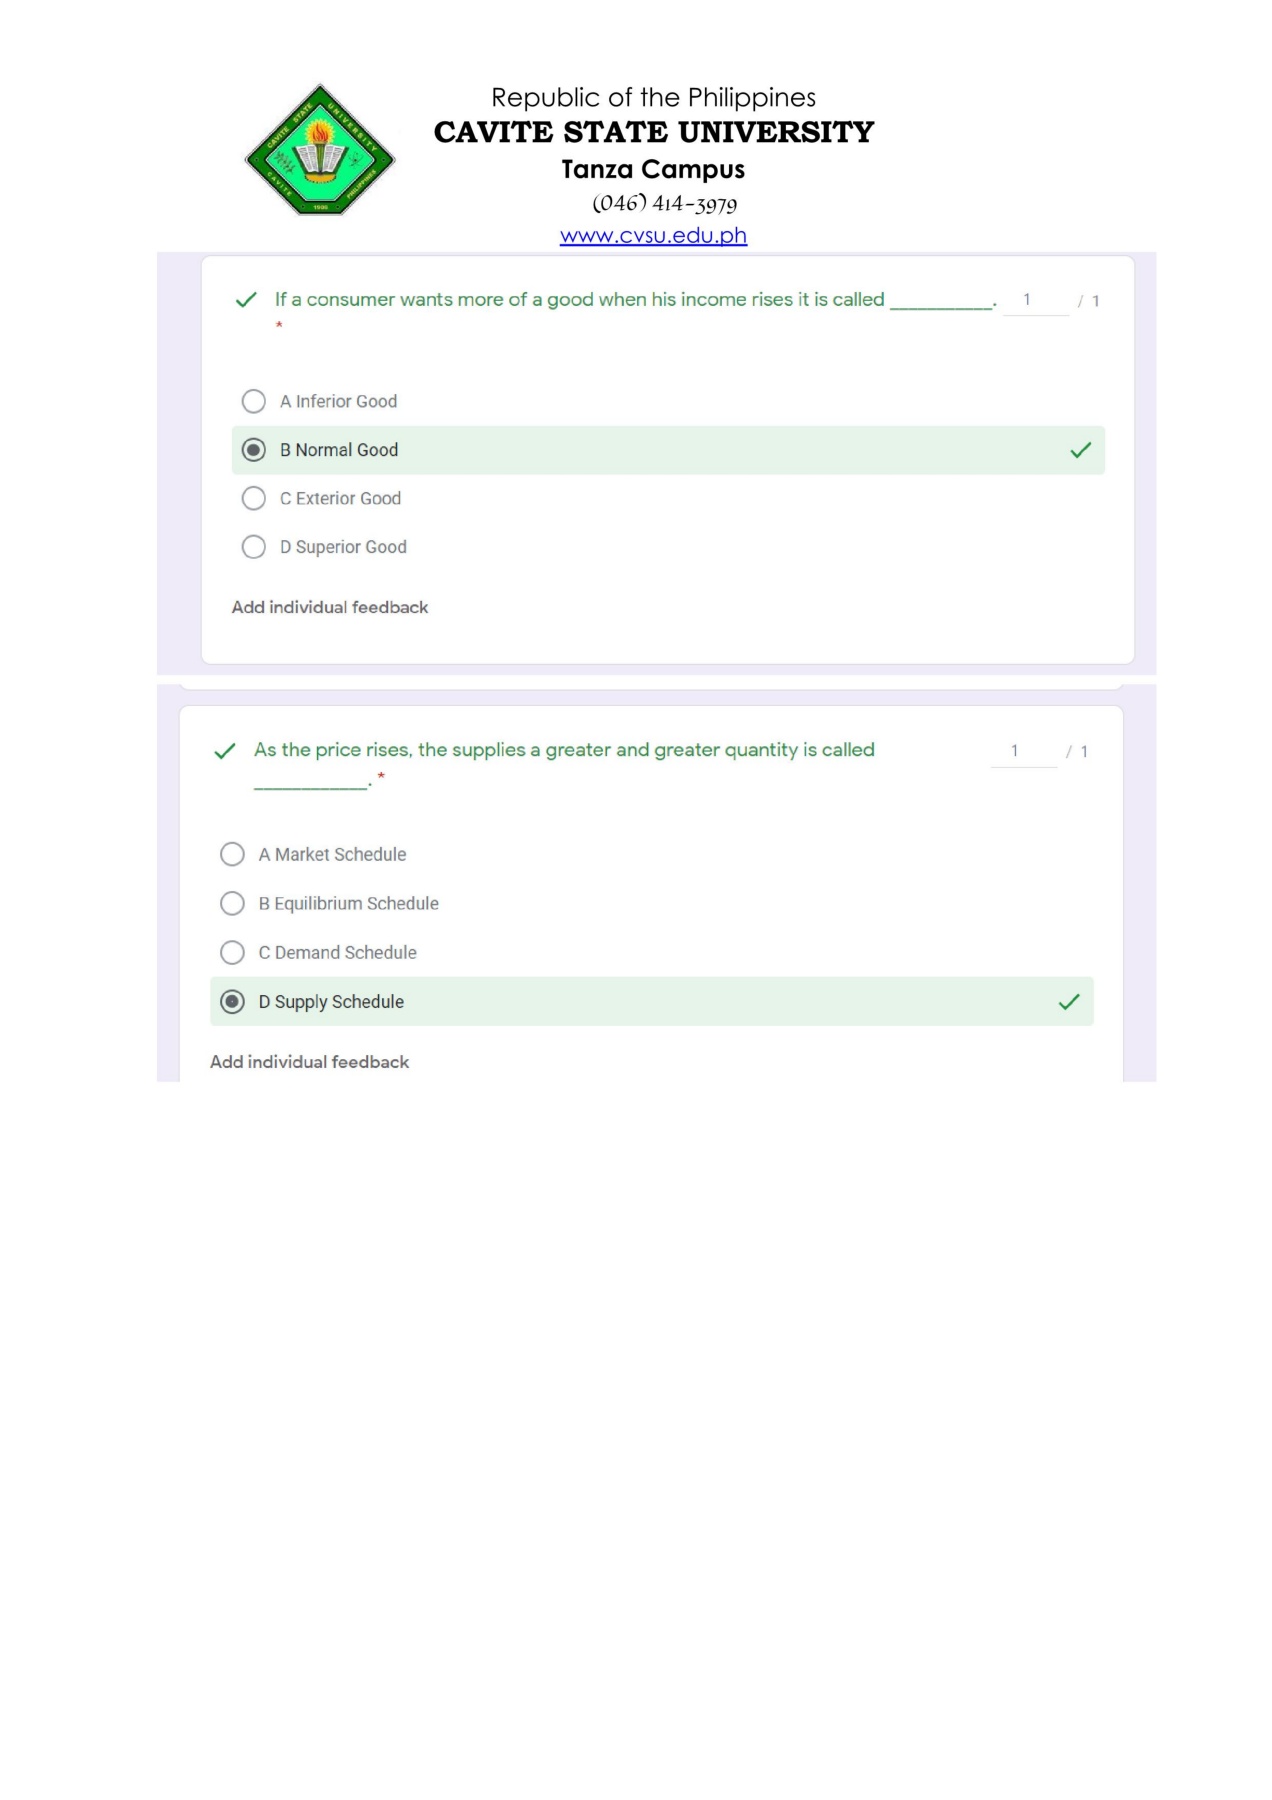 CAVITE STATE UNIVERSITY
CAVITE PHILIPPINES
1906
Republic of the Philippines
CAVITE STATE UNIVERSITY
Tanza Campus
(046) 414-3979
www.cvsu.edu.ph
If a consumer wants more of a good when his income rises it is called ___________. 1 / 1
*
A Inferior Good
B Normal Good
C Exterior Good
D Superior Good
Add individual feedback
As the price rises, the supplies a greater and greater quantity is called 1 / 1
____________. *
A Market Schedule
B Equilibrium Schedule
C Demand Schedule
D Supply Schedule
Add individual feedback